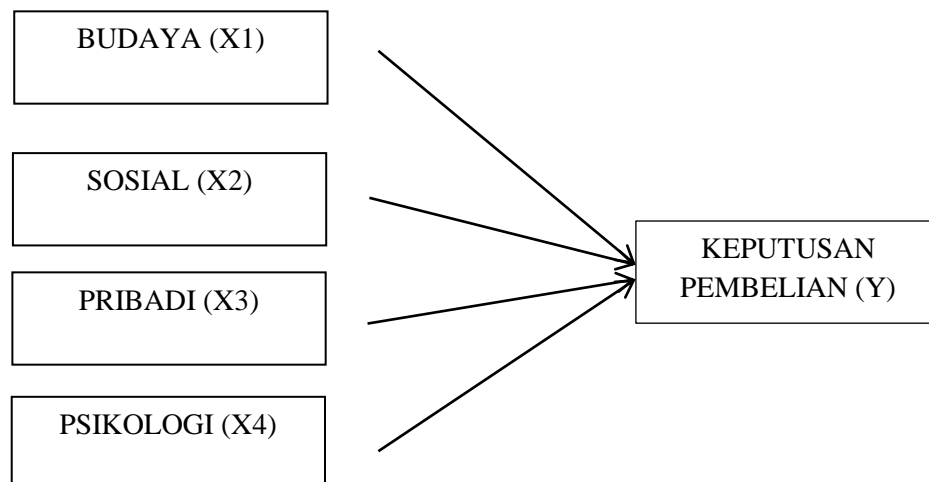 BUDAYA (X1)
SOSIAL (X2)
PRIBADI (X3)
PSIKOLOGI (X4)
KEPUTUSAN
PEMBELIAN (Y)